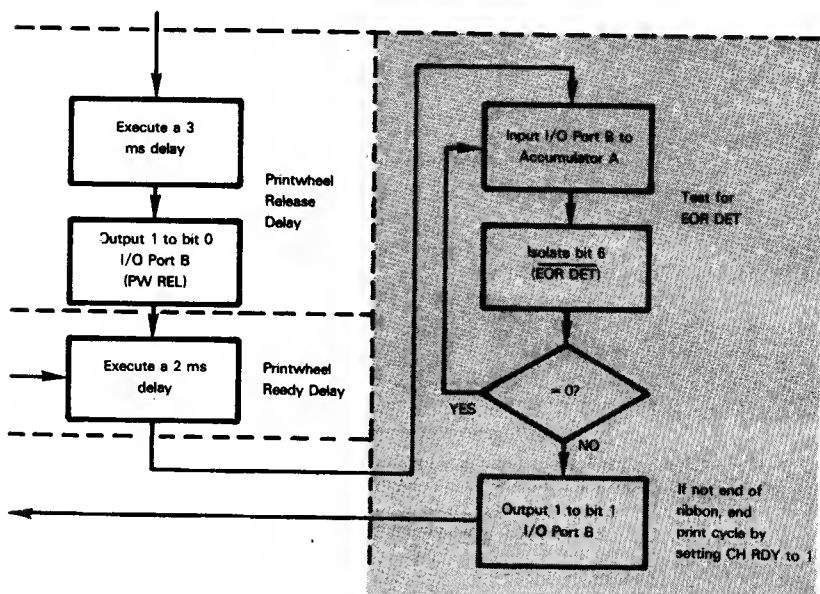 Execute a 3
ms delay
Printwheel
Release
Delay
Output 1 to bit 0
I/O Port B
(PW REL)
Execute a 2 ms
delay
Printwheel
Ready Delay
Input I/O Port B to
Accumulator A
Test for
EOR DET
Isolate bit 6
(EOR DET)
= 0?
YES
NO
Output 1 to bit 1
I/O Port B
If not end of
ribbon, end
print cycle by
setting CH RDY to 1